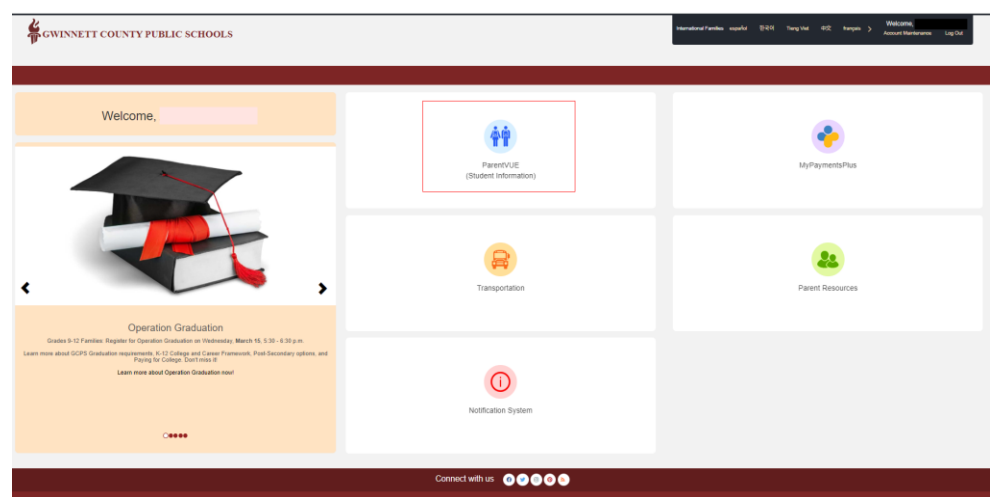 GWINNETT COUNTY PUBLIC SCHOOLS
International Families español 한국어 Tieng Viet 中文 français
Welcome,
Account Maintenance Log Out
Welcome,
ParentVUE
(Student Information)
MyPaymentsPlus
Transportation
Parent Resources
Operation Graduation
Grades 9-12 Families: Register for Operation Graduation on Wednesday, March 15, 5:30 - 6:30 p.m.
Learn more about GCPS Graduation requirements, K-12 College and Career Framework, Post-Secondary options, and
Paying for College. Don't miss it!
Learn more about Operation Graduation now!
Notification System
Connect with us